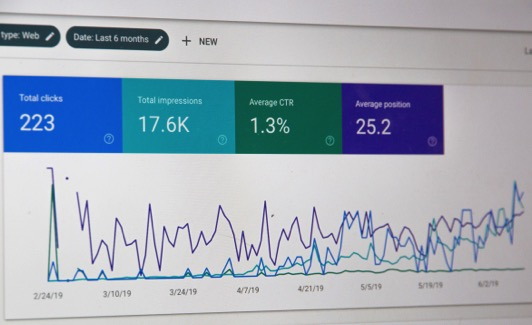 type: Web
Date: Last 6 months
+ NEW
La
Total clicks
223
Total impressions
17.6K
Average CTR
1.3%
Average position
25.2
2/24/19
3/10/19
3/24/19
4/7/19
4/21/19
5/5/19
5/19/19
6/2/19